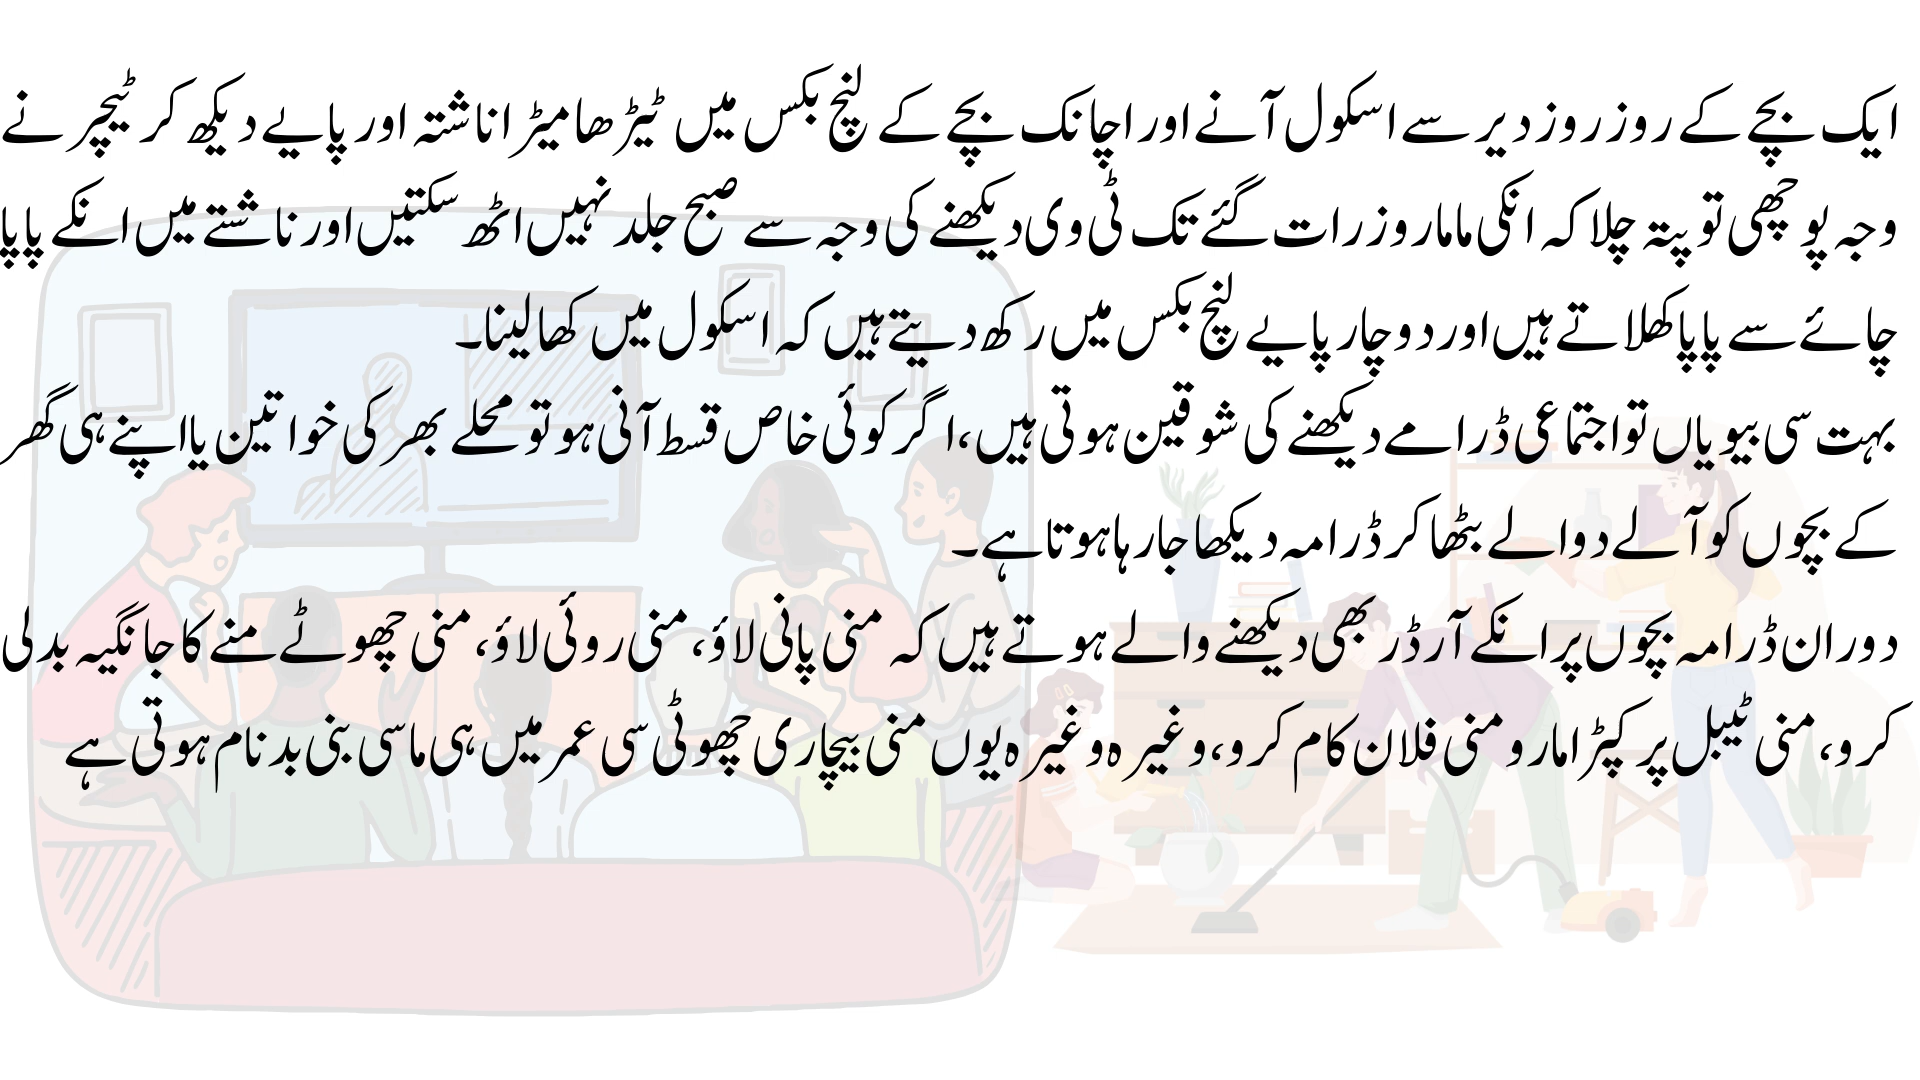 ایک بچے کے روز روز دیر سے اسکول آنے اور اچانک بچے کے لنچ بکس میں ٹیڑھا میڑا ناشتہ اور پاپے دیکھ کر ٹیچر نے
وجہ پوچھی تو پتہ چلا کہ انکی ماما روز رات گئے تک ٹی وی دیکھنے کی وجہ سے صبح جلد نہیں اٹھ سکتیں اور ناشتے میں انکے پاپا
چائے سے پاپا کھلاتے ہیں اور دو چار پاپے لنچ بکس میں رکھ دیتے ہیں کہ اسکول میں کھا لینا۔
بہت سی بیویاں تو اجتماعی ڈرامے دیکھنے کی شوقین ہوتی ہیں، اگر کوئی خاص قسط آنی ہو تو محلے بھر کی خواتین یا اپنے ہی گھر
کے بچوں کو آلے دوالے بٹھا کر ڈرامہ دیکھا جا رہا ہوتا ہے۔
دوران ڈرامہ بچوں پر انکے آرڈر بھی دیکھنے والے ہوتے ہیں کہ منی پانی لاؤ، منی روئی لاؤ، منی چھوٹے منے کا جانگیہ بدلی
کرو، منی ٹیبل پر کپڑا مارو منی فلان کام کرو، وغیرہ وغیرہ یوں منی بیچاری چھوٹی سی عمر میں ہی ماسی بنی بدنام ہوتی ہے